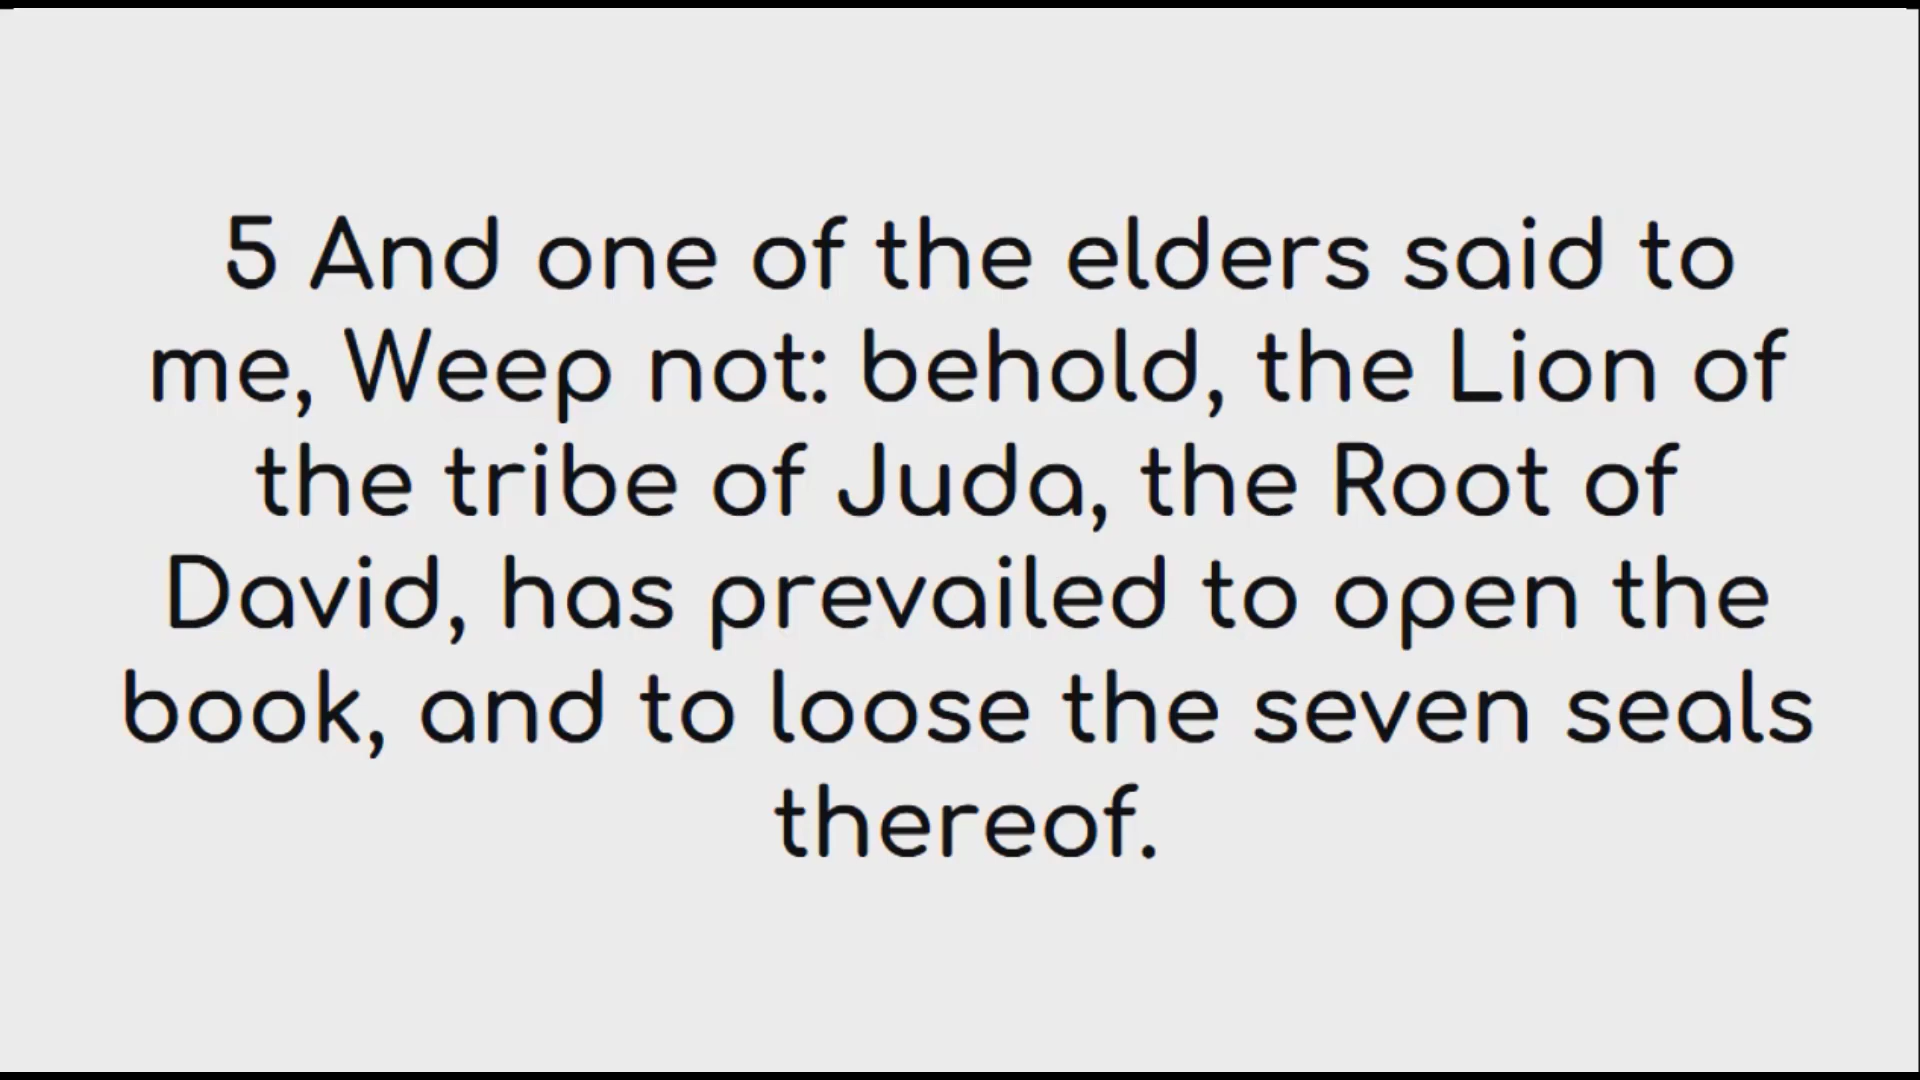 5 And one of the elders said to
me, Weep not: behold, the Lion of
the tribe of Juda, the Root of
David, has prevailed to open the
book, and to loose the seven seals
thereof.